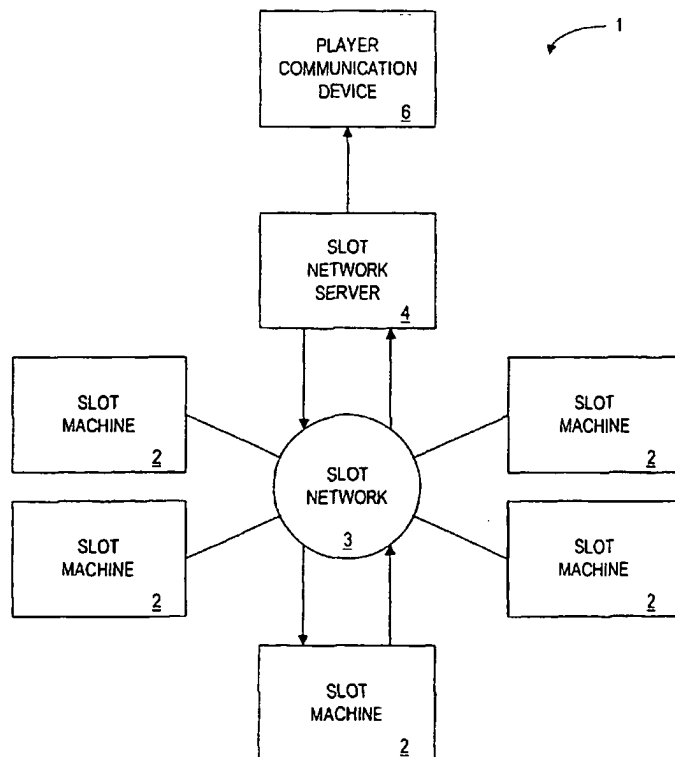 1
PLAYER
COMMUNICATION
DEVICE
6
SLOT
NETWORK
SERVER
4
SLOT
MACHINE
2
SLOT
MACHINE
2
SLOT
NETWORK
3
SLOT
MACHINE
2
SLOT
MACHINE
2
SLOT
MACHINE
2